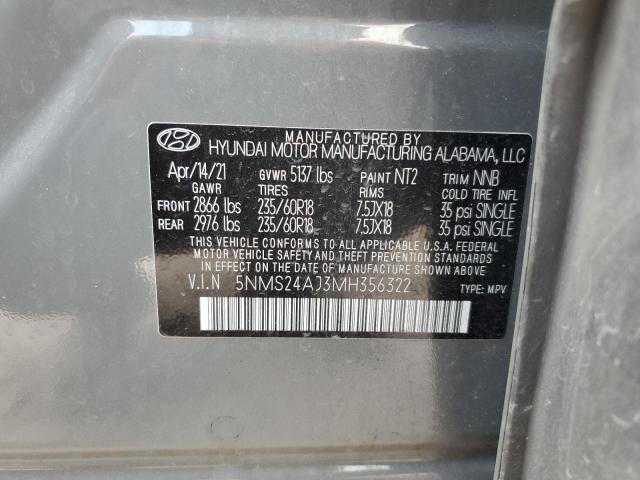 MANUFACTURED BY
HYUNDAI MOTOR MANUFACTURING ALABAMA, LLC
Apr/14/21 GVWR 5137 lbs PAINT NT2 TRIM NNB
GAWR TIRES RIMS COLD TIRE INFL
FRONT 2866 lbs 235/60R18 7.5JX18 35 psi SINGLE
REAR 2976 lbs 235/60R18 7.5JX18 35 psi SINGLE
THIS VEHICLE CONFORMS TO ALL APPLICABLE U.S.A. FEDERAL
MOTOR VEHICLE SAFETY AND THEFT PREVENTION STANDARDS
IN EFFECT ON THE DATE OF MANUFACTURE SHOWN ABOVE.
V.I.N 5NMS24AJ3MH356322 TYPE: MPV